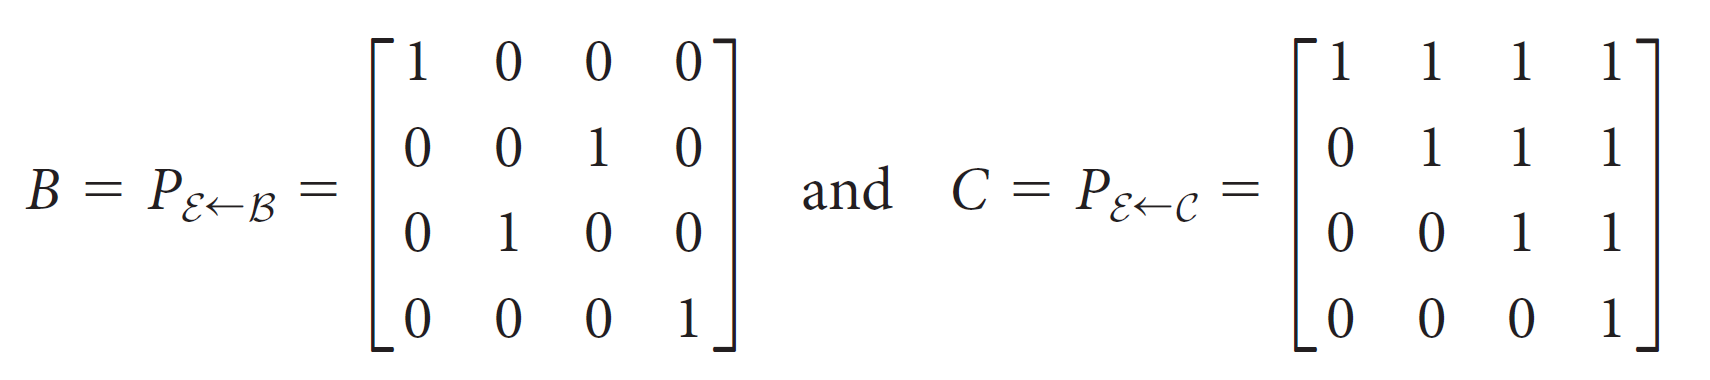 B = P_{ℰ←ℬ} = [1 0 0 0; 0 0 1 0; 0 1 0 0; 0 0 0 1] and C = P_{ℰ←𝒞} = [1 1 1 1; 0 1 1 1; 0 0 1 1; 0 0 0 1]